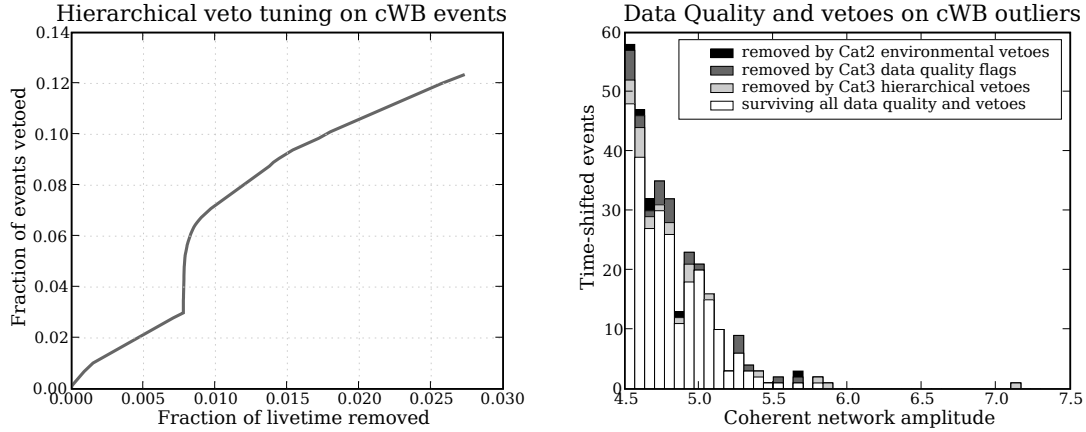 Hierarchical veto tuning on cWB events
0.14
0.12
0.10
0.08
0.06
0.04
0.02
0.00
Fraction of events vetoed
0.000
0.005
0.010
0.015
0.020
0.025
0.030
Fraction of livetime removed
Data Quality and vetoes on cWB outliers
60
50
40
30
20
10
0
Time-shifted events
removed by Cat2 environmental vetoes
removed by Cat3 data quality flags
removed by Cat3 hierarchical vetoes
surviving all data quality and vetoes
4.5
5.0
5.5
6.0
6.5
7.0
7.5
Coherent network amplitude